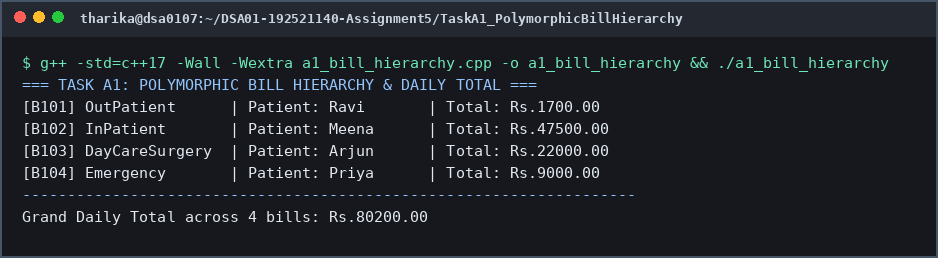 tharika@dsa0107:~/DSA01-192521140-Assignment5/TaskA1_PolymorphicBillHierarchy
$ g++ -std=c++17 -Wall -Wextra a1_bill_hierarchy.cpp -o a1_bill_hierarchy && ./a1_bill_hierarchy
=== TASK A1: POLYMORPHIC BILL HIERARCHY & DAILY TOTAL ===
[B101] OutPatient      | Patient: Ravi       | Total: Rs.1700.00
[B102] InPatient       | Patient: Meena      | Total: Rs.47500.00
[B103] DayCareSurgery  | Patient: Arjun      | Total: Rs.22000.00
[B104] Emergency       | Patient: Priya      | Total: Rs.9000.00
--------------------------------------------------------------------
Grand Daily Total across 4 bills: Rs.80200.00